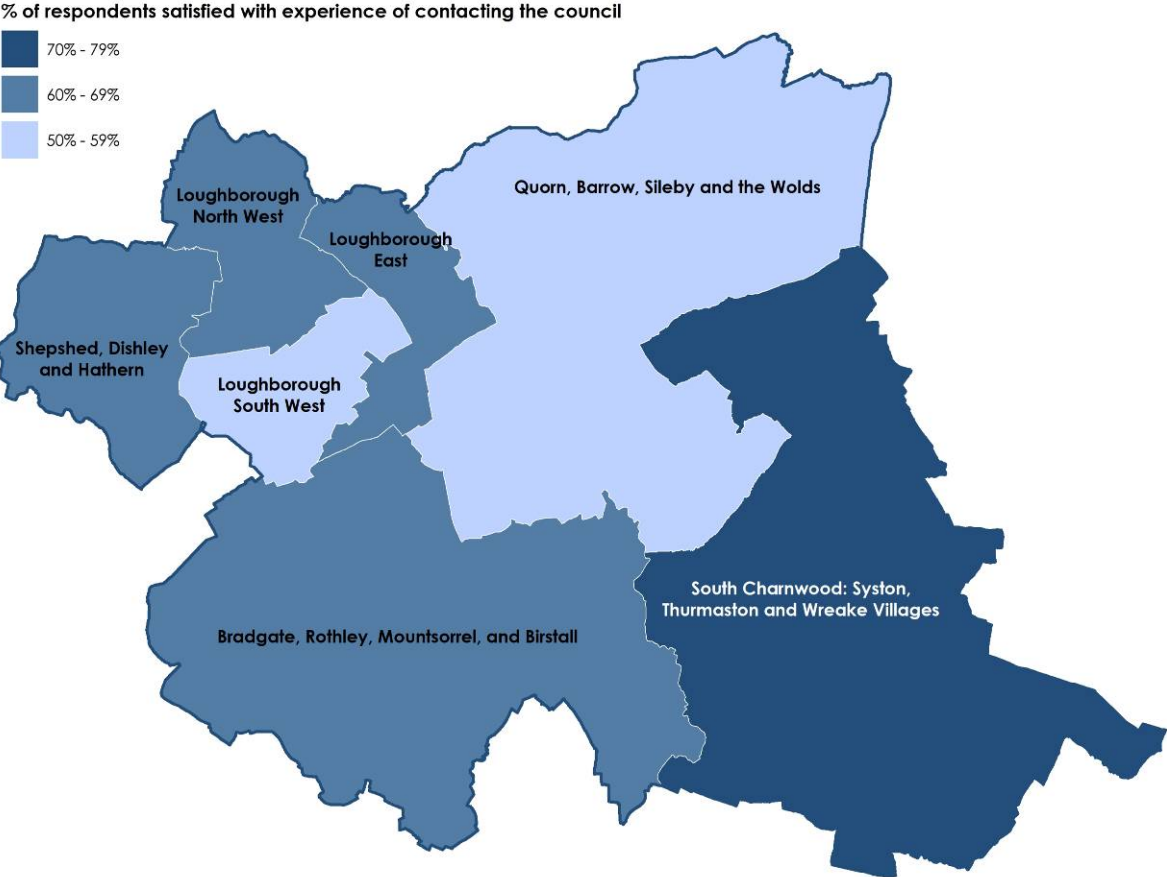 % of respondents satisfied with experience of contacting the council
70% - 79%
60% - 69%
50% - 59%
Quorn, Barrow, Sileby and the Wolds
Loughborough
North West
Loughborough
East
Shepshed, Dishley
and Hathern
Loughborough
South West
South Charnwood: Syston,
Thurmaston and Wreake Villages
Bradgate, Rothley, Mountsorrel, and Birstall